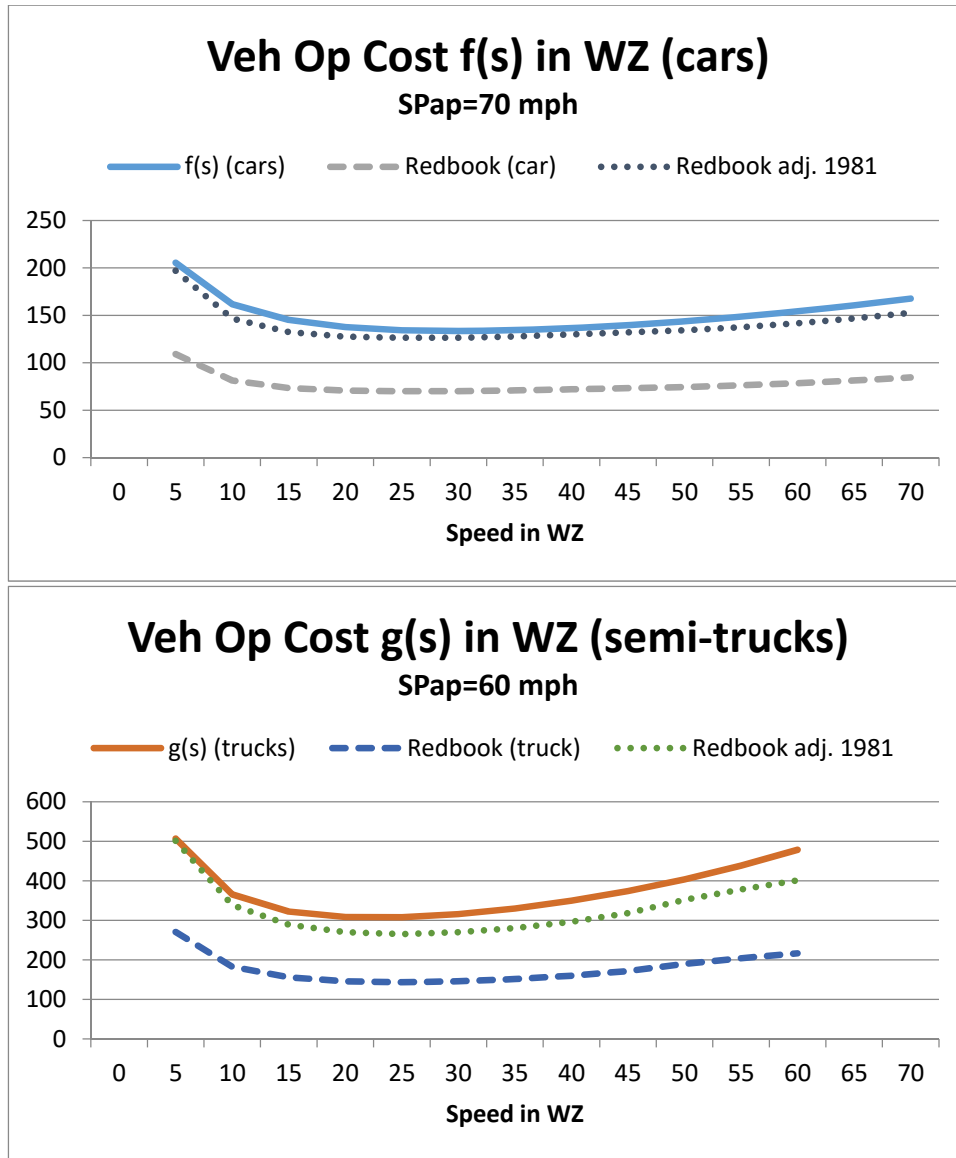 Veh Op Cost f(s) in WZ (cars)
SPap=70 mph
f(s) (cars) Redbook (car) Redbook adj. 1981
250
200
150
100
50
0
0 5 10 15 20 25 30 35 40 45 50 55 60 65 70
Speed in WZ
Veh Op Cost g(s) in WZ (semi-trucks)
SPap=60 mph
g(s) (trucks) Redbook (truck) Redbook adj. 1981
600
500
400
300
200
100
0
0 5 10 15 20 25 30 35 40 45 50 55 60 65 70
Speed in WZ